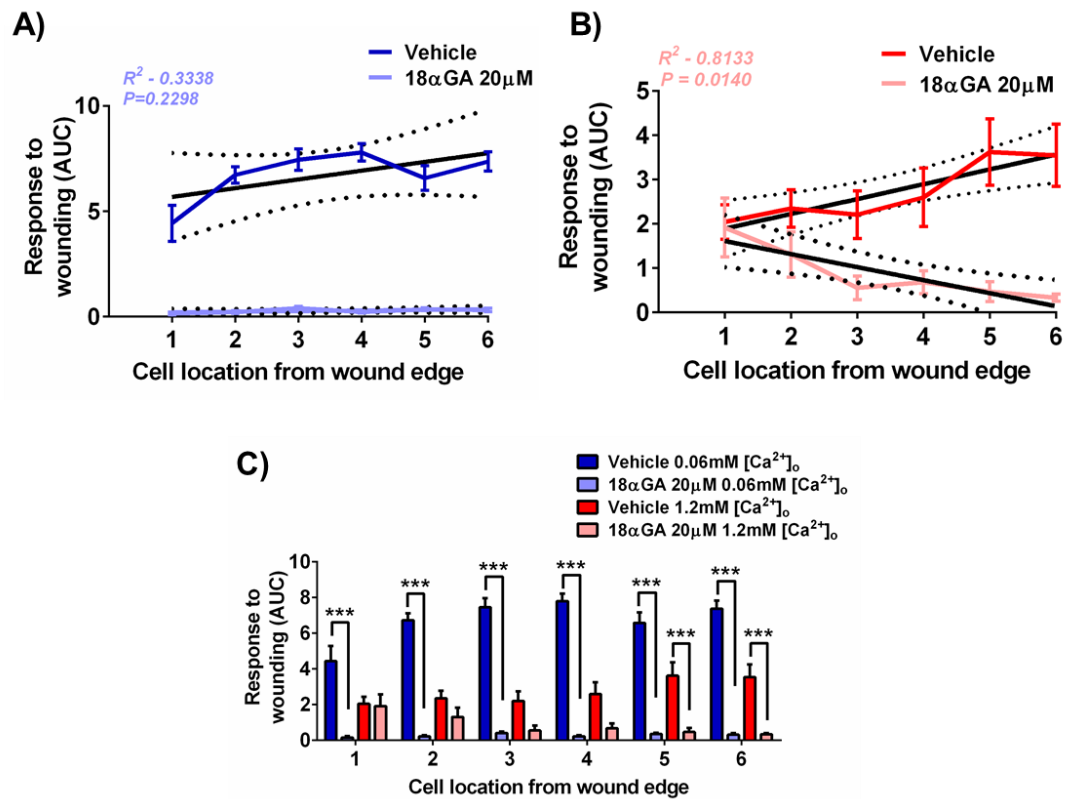 A)
R² - 0.3338
P=0.2298
Vehicle
18αGA 20μM
Response to
wounding (AUC)
10
5
0
1 2 3 4 5 6
Cell location from wound edge
B)
R² - 0.8133
P = 0.0140
Vehicle
18αGA 20μM
Response to
wounding (AUC)
5
4
3
2
1
0
1 2 3 4 5 6
Cell location from wound edge
C)
Vehicle 0.06mM [Ca²⁺]ₒ
18αGA 20μM 0.06mM [Ca²⁺]ₒ
Vehicle 1.2mM [Ca²⁺]ₒ
18αGA 20μM 1.2mM [Ca²⁺]ₒ
Response to
wounding (AUC)
10
8
6
4
2
0
*** *** *** *** *** *** *** ***
1 2 3 4 5 6
Cell location from wound edge